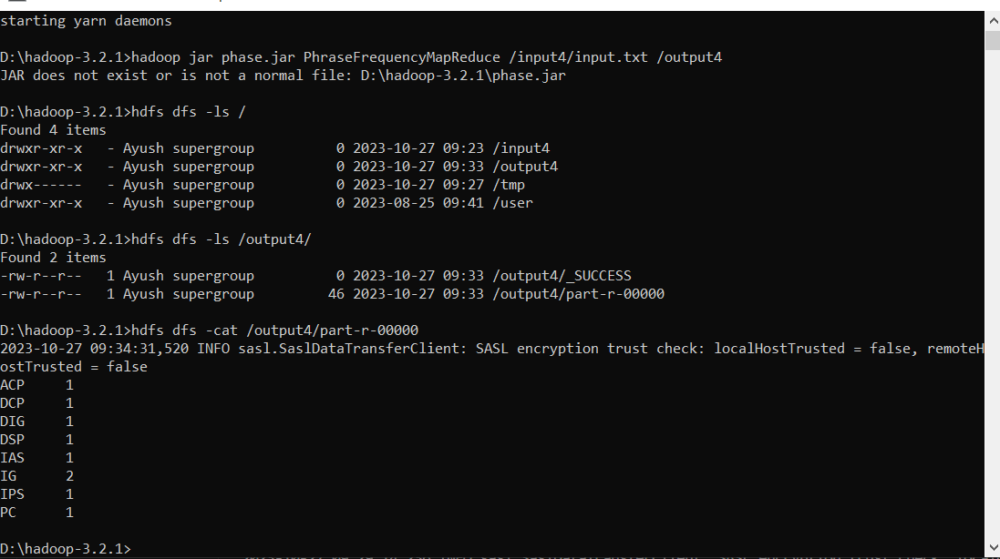 starting yarn daemons
D:\hadoop-3.2.1>hadoop jar phase.jar PhraseFrequencyMapReduce /input4/input.txt /output4
JAR does not exist or is not a normal file: D:\hadoop-3.2.1\phase.jar
D:\hadoop-3.2.1>hdfs dfs -ls /
Found 4 items
drwxr-xr-x   - Ayush supergroup          0 2023-10-27 09:23 /input4
drwxr-xr-x   - Ayush supergroup          0 2023-10-27 09:33 /output4
drwx------   - Ayush supergroup          0 2023-10-27 09:27 /tmp
drwxr-xr-x   - Ayush supergroup          0 2023-08-25 09:41 /user
D:\hadoop-3.2.1>hdfs dfs -ls /output4/
Found 2 items
-rw-r--r--   1 Ayush supergroup          0 2023-10-27 09:33 /output4/_SUCCESS
-rw-r--r--   1 Ayush supergroup         46 2023-10-27 09:33 /output4/part-r-00000
D:\hadoop-3.2.1>hdfs dfs -cat /output4/part-r-00000
2023-10-27 09:34:31,520 INFO sasl.SaslDataTransferClient: SASL encryption trust check: localHostTrusted = false, remoteH
ostTrusted = false
ACP     1
DCP     1
DIG     1
DSP     1
IAS     1
IG      2
IPS     1
PC      1
D:\hadoop-3.2.1>